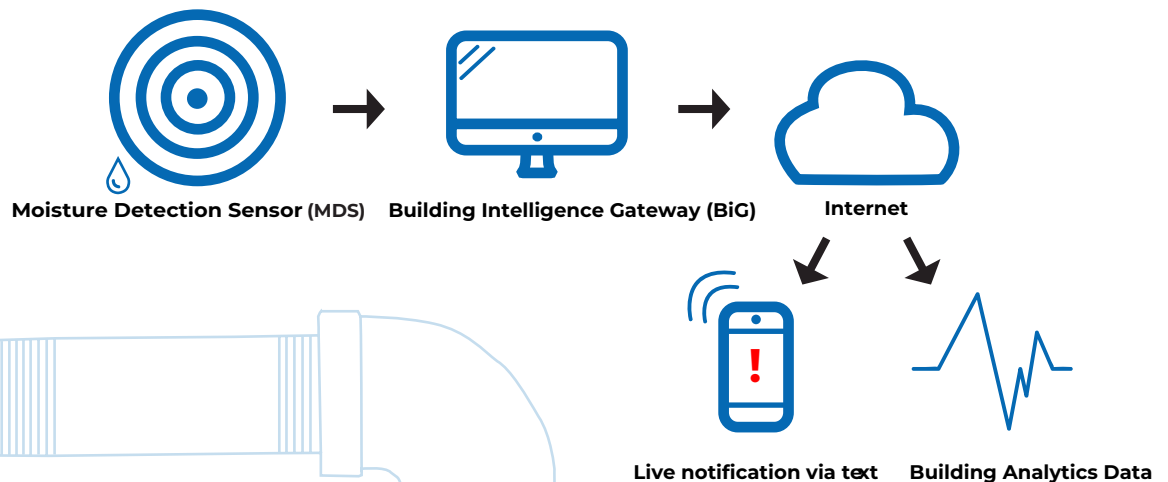 Moisture Detection Sensor (MDS)
Building Intelligence Gateway (BiG)
Internet
!
Live notification via text
Building Analytics Data